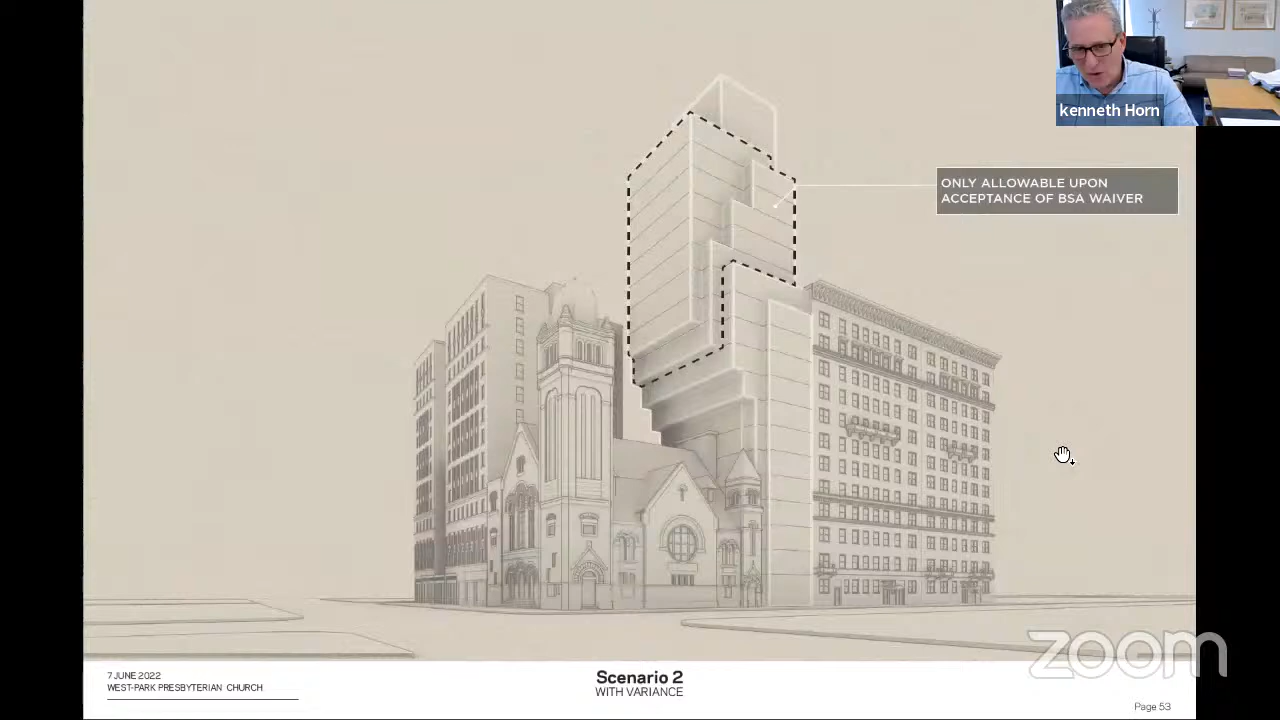 kenneth Horn
ONLY ALLOWABLE UPON
ACCEPTANCE OF BSA WAIVER
zoom
7 JUNE 2022
WEST-PARK PRESBYTERIAN CHURCH
Scenario 2
WITH VARIANCE
Page 53